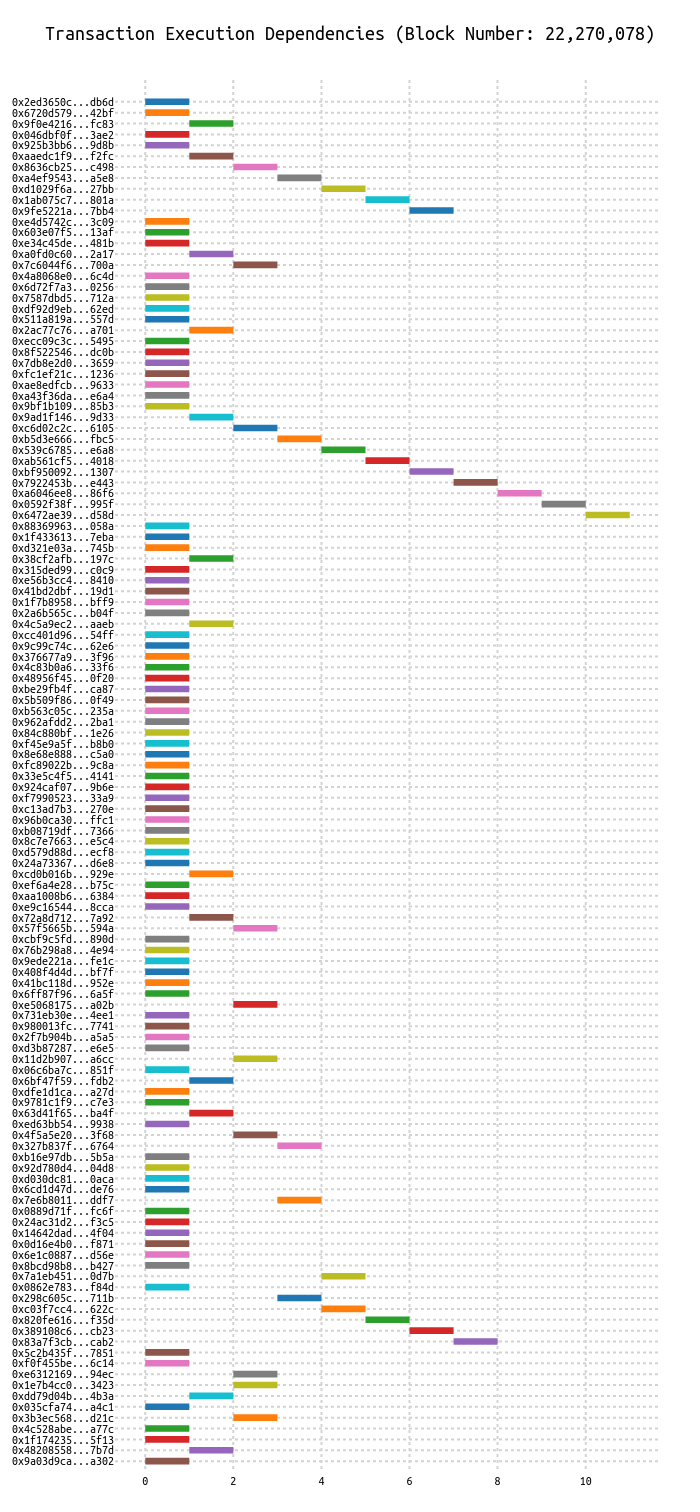 Transaction Execution Dependencies (Block Number: 22,270,078)
0x2ed3650c...db6d
0x6720d579...42bf
0x9f0e4216...fc83
0x046dbf0f...3ae2
0x925b3bb6...9d8b
0xaaedc1f9...f2fc
0x8636cb25...c498
0xa4ef9543...a5e8
0xd1029f6a...27bb
0x1ab075c7...801a
0x9fe5221a...7bb4
0xe4d5742c...3c09
0x603e07f5...13af
0xe34c45de...481b
0xa0fd0c60...2a17
0x7c6044f6...700a
0x4a8068e0...6c4d
0x6d72f7a3...0256
0x7587dbd5...712a
0xdf92d9eb...62ed
0x511a819a...557d
0x2ac77c76...a701
0xecc09c3c...5495
0x8f522546...dc0b
0x7db8e2d0...3659
0xfc1ef21c...1236
0xae8edfcb...9633
0xa43f36da...e6a4
0x9bf1b109...85b3
0x9ad1f146...9d33
0xc6d02c2c...6105
0xb5d3e666...fbc5
0x539c6785...e6a8
0xab561cf5...4018
0xbf950092...1307
0x7922453b...e443
0xa6046ee8...86f6
0x0592f38f...995f
0x6472ae39...d58d
0x88369963...058a
0x1f433613...7eba
0xd321e03a...745b
0x38cf2afb...197c
0x315ded99...c0c9
0xe56b3cc4...8410
0x41bd2dbf...19d1
0x1f7b8958...bff9
0x2a6b565c...b04f
0x4c5a9ec2...aaeb
0xcc401d96...54ff
0x9c99c74c...62e6
0x376677a9...3f96
0x4c83b0a6...33f6
0x48956f45...0f20
0xbe29fb4f...ca87
0x5b509f86...0f49
0xb563c05c...235a
0x962afdd2...2ba1
0x84c880bf...1e26
0xf45e9a5f...b8b0
0x8e68e888...c5a0
0xfc89022b...9c8a
0x33e5c4f5...4141
0x924caf07...9b6e
0xf7990523...33a9
0xc13ad7b3...270e
0x96b0ca30...ffc1
0xb08719df...7366
0x8c7e7663...e5c4
0xd579d88d...ecf8
0x24a73367...d6e8
0xcd0b016b...929e
0xef6a4e28...b75c
0xaa1008b6...6384
0xe9c16544...8cca
0x72a8d712...7a92
0x57f5665b...594a
0xcbf9c5fd...890d
0x76b298a8...4e94
0x9ede221a...fe1c
0x408f4d4d...bf7f
0x41bc118d...952e
0x6ff87f96...6a5f
0xe5068175...a02b
0x731eb30e...4ee1
0x980013fc...7741
0x2f7b904b...a5a5
0xd3b87287...e6e5
0x11d2b907...a6cc
0x06c6ba7c...851f
0x6bf47f59...fdb2
0xdfe1d1ca...a27d
0x9781c1f9...c7e3
0x63d41f65...ba4f
0xed63bb54...9938
0x4f5a5e20...3f68
0x327b837f...6764
0xb16e97db...5b5a
0x92d780d4...04d8
0xd030dc81...0aca
0x6cd1d47d...de76
0x7e6b8011...ddf7
0x0889d71f...fc6f
0x24ac31d2...f3c5
0x14642dad...4f04
0x0d16e4b0...f871
0x6e1c0887...d56e
0x8bcd98b8...b427
0x7a1eb451...0d7b
0x0862e783...f84d
0x298c605c...711b
0xc03f7cc4...622c
0x820fe616...f35d
0x389108c6...cb23
0x83a7f3cb...cab2
0x5c2b435f...7851
0xf0f455be...6c14
0xe6312169...94ec
0x1e7b4cc0...3423
0xdd79d04b...4b3a
0x035cfa74...a4c1
0x3b3ec568...d21c
0x4c528abe...a77c
0x1f174235...5f13
0x48208558...7b7d
0x9a03d9ca...a302
0 2 4 6 8 10